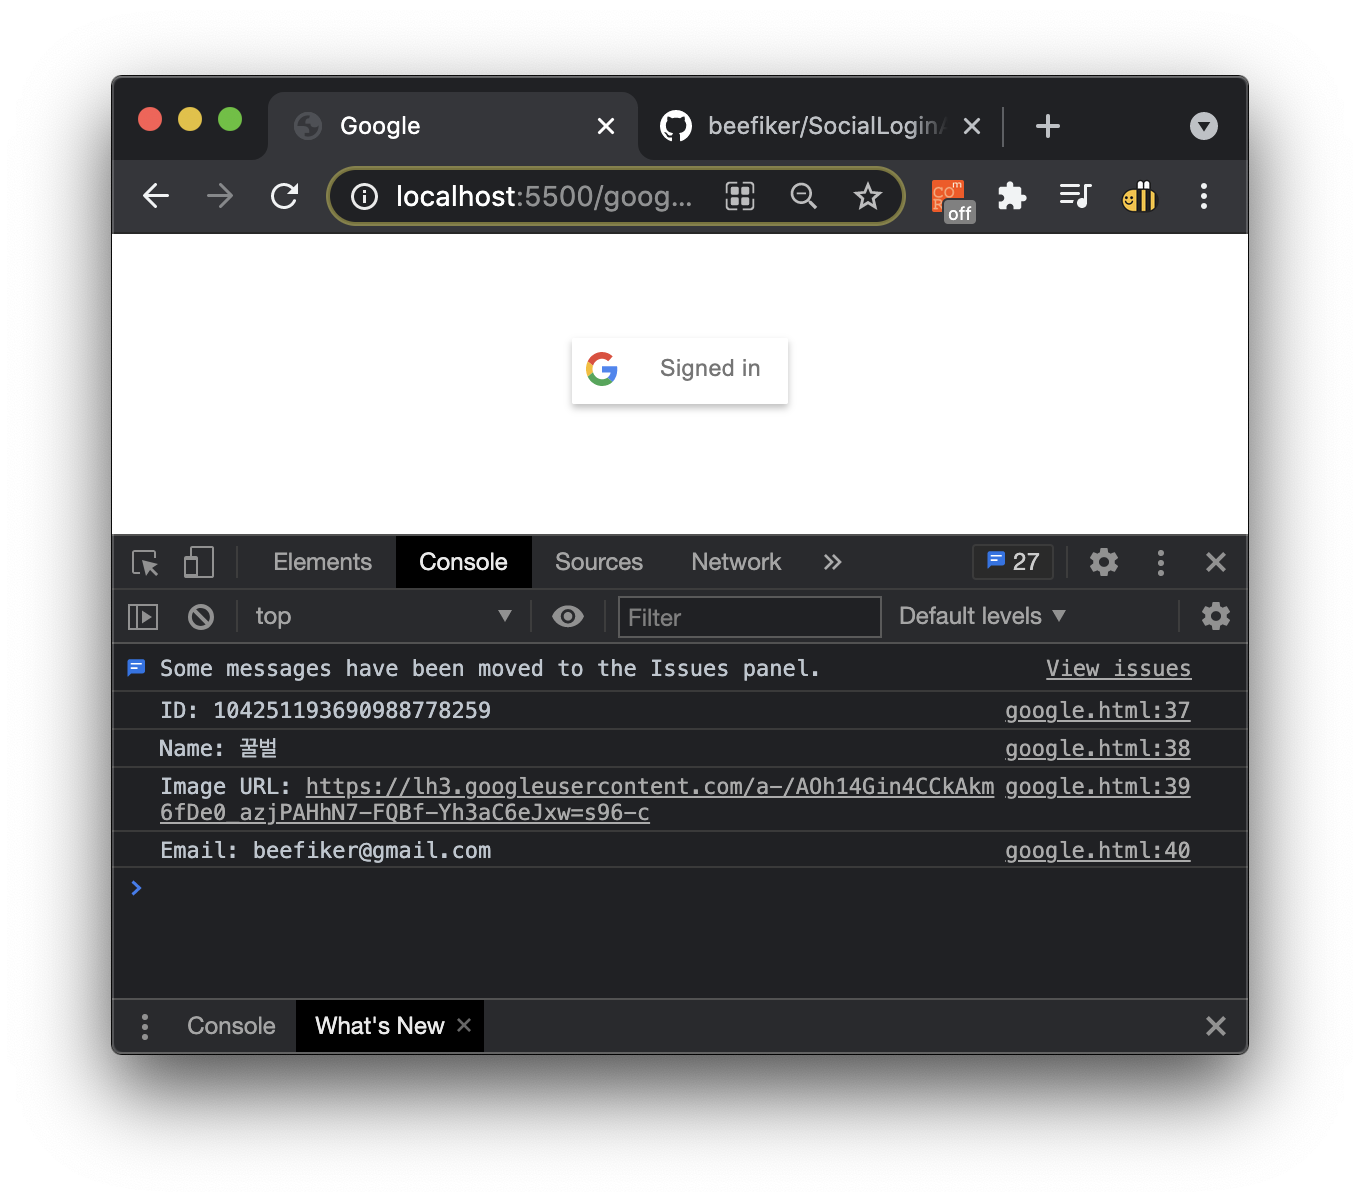 Google
beefiker/SocialLogin
localhost:5500/goog...
off
Signed in
Elements
Console
Sources
Network
27
top
Filter
Default levels
Some messages have been moved to the Issues panel.
View issues
ID: 104251193690988778259
google.html:37
Name: 꿀벌
google.html:38
Image URL: https://lh3.googleusercontent.com/a-/AOh14Gin4CCkAkm
google.html:39
6fDe0_azjPAHhN7-FQBf-Yh3aC6eJxw=s96-c
Email: beefiker@gmail.com
google.html:40
Console
What's New